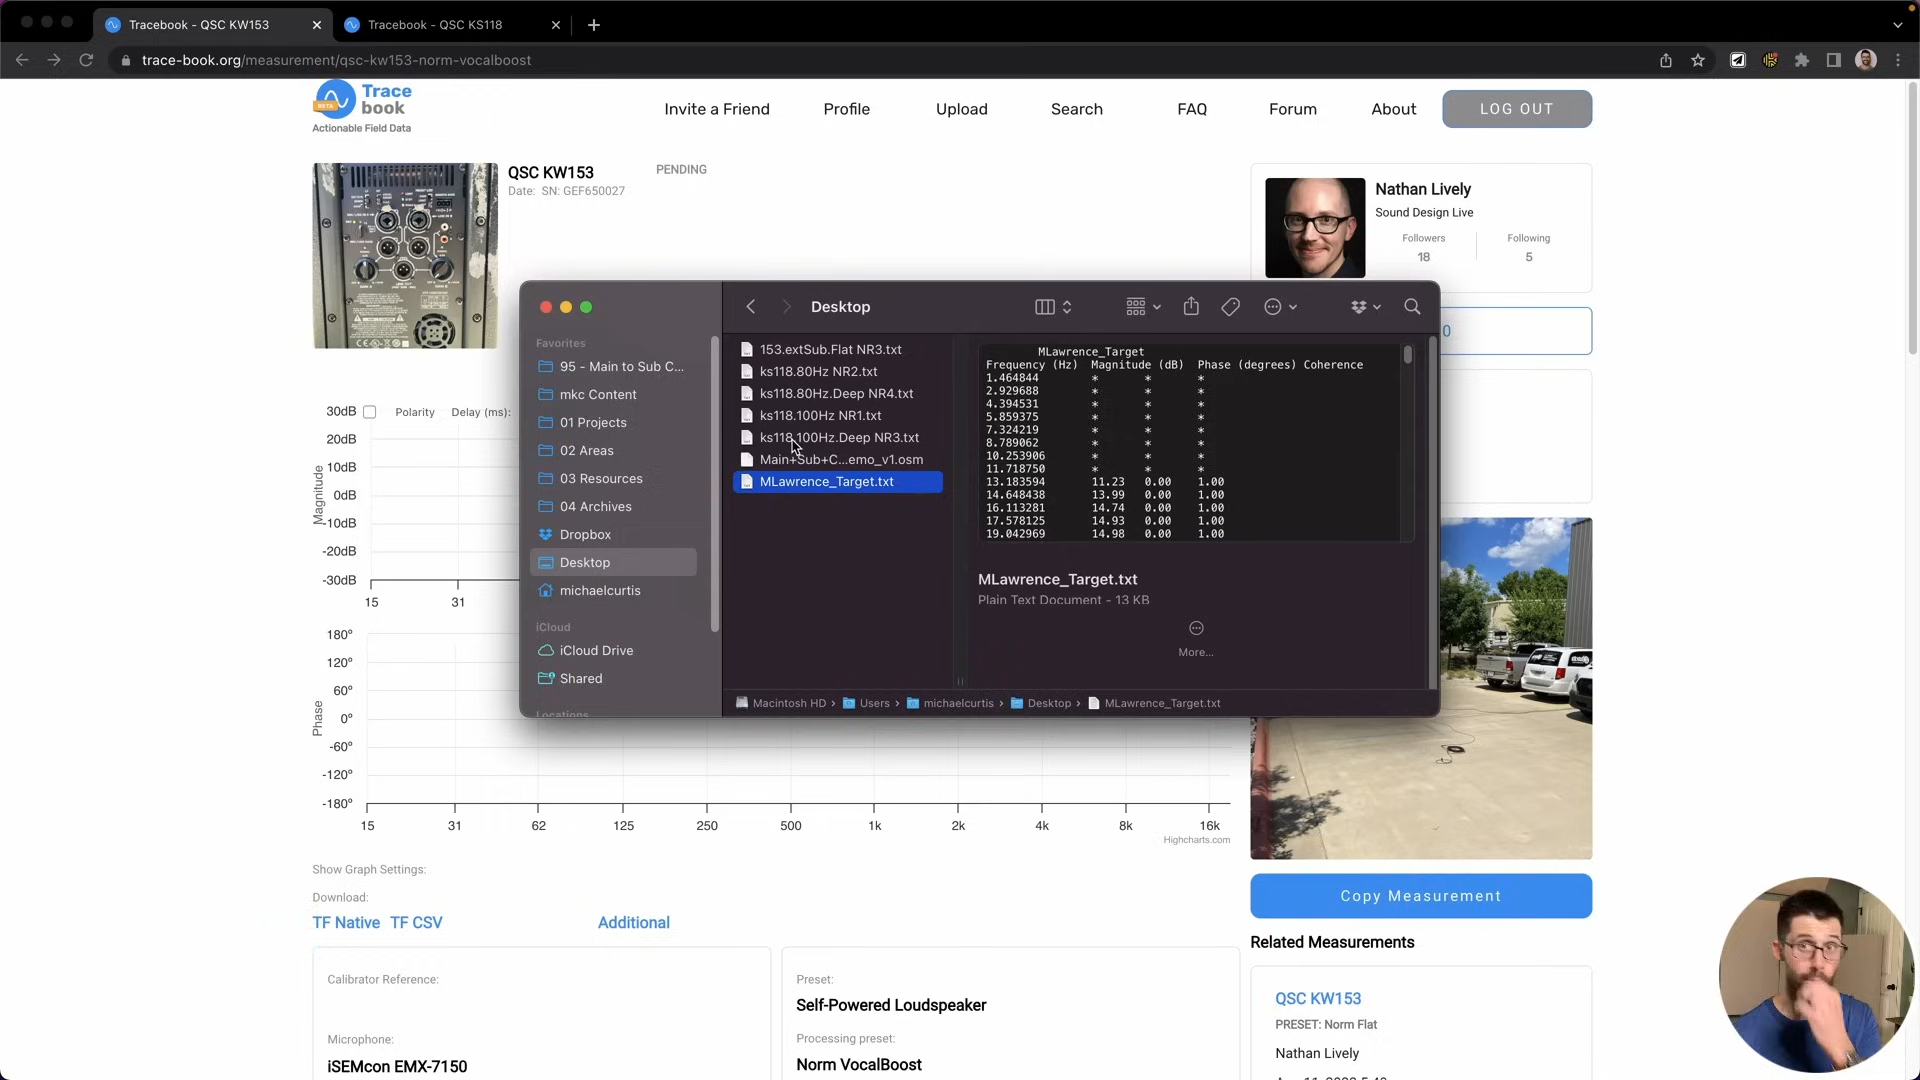 Tracebook - QSC KW153
Tracebook - QSC KS118
trace-book.org/measurement/qsc-kw153-norm-vocalboost
BETA
Trace
book
Actionable Field Data
Invite a Friend
Profile
Upload
Search
FAQ
Forum
About
LOG OUT
QSC KW153
Date: SN: GEF650027
PENDING
Nathan Lively
Sound Design Live
Followers
Following
18
5
0
Desktop
Favorites
95 - Main to Sub C...
mkc Content
01 Projects
02 Areas
03 Resources
04 Archives
Dropbox
Desktop
michaelcurtis
iCloud
iCloud Drive
Shared
Locations
153.extSub.Flat NR3.txt
ks118.80Hz NR2.txt
ks118.80Hz.Deep NR4.txt
ks118.100Hz NR1.txt
ks118.100Hz.Deep NR3.txt
Main+Sub+C...emo_v1.osm
MLawrence_Target.txt
MLawrence_Target
Frequency (Hz) Magnitude (dB) Phase (degrees) Coherence
1.464844 * * *
2.929688 * * *
4.394531 * * *
5.859375 * * *
7.324219 * * *
8.789062 * * *
10.253906 * * *
11.718750 * * *
13.183594 11.23 0.00 1.00
14.648438 13.99 0.00 1.00
16.113281 14.74 0.00 1.00
17.578125 14.93 0.00 1.00
19.042969 14.98 0.00 1.00
MLawrence_Target.txt
Plain Text Document - 13 KB
More...
Macintosh HD › Users › michaelcurtis › Desktop › MLawrence_Target.txt
Polarity
Delay (ms):
Magnitude
30dB
20dB
10dB
0dB
-10dB
-20dB
-30dB
15
31
Phase
180º
120º
60º
0º
-60º
-120º
-180º
15
31
62
125
250
500
1k
2k
4k
8k
16k
Highcharts.com
Show Graph Settings:
Download:
TF Native
TF CSV
Additional
Calibrator Reference:
Microphone:
iSEMcon EMX-7150
Preset:
Self-Powered Loudspeaker
Processing preset:
Norm VocalBoost
Copy Measurement
Related Measurements
QSC KW153
PRESET: Norm Flat
Nathan Lively